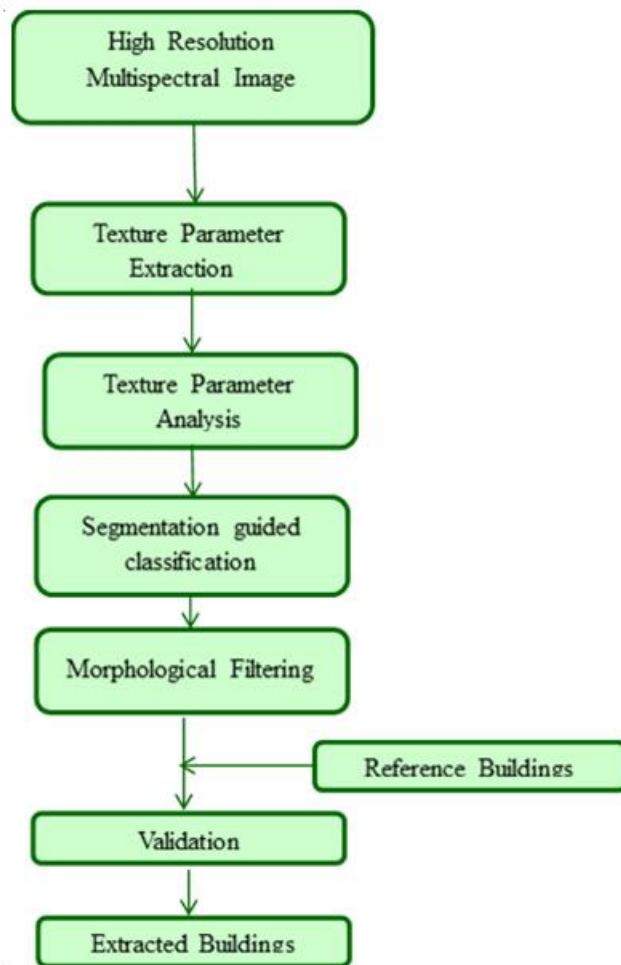 High Resolution
Multispectral Image
Texture Parameter
Extraction
Texture Parameter
Analysis
Segmentation guided
classification
Morphological Filtering
Reference Buildings
Validation
Extracted Buildings